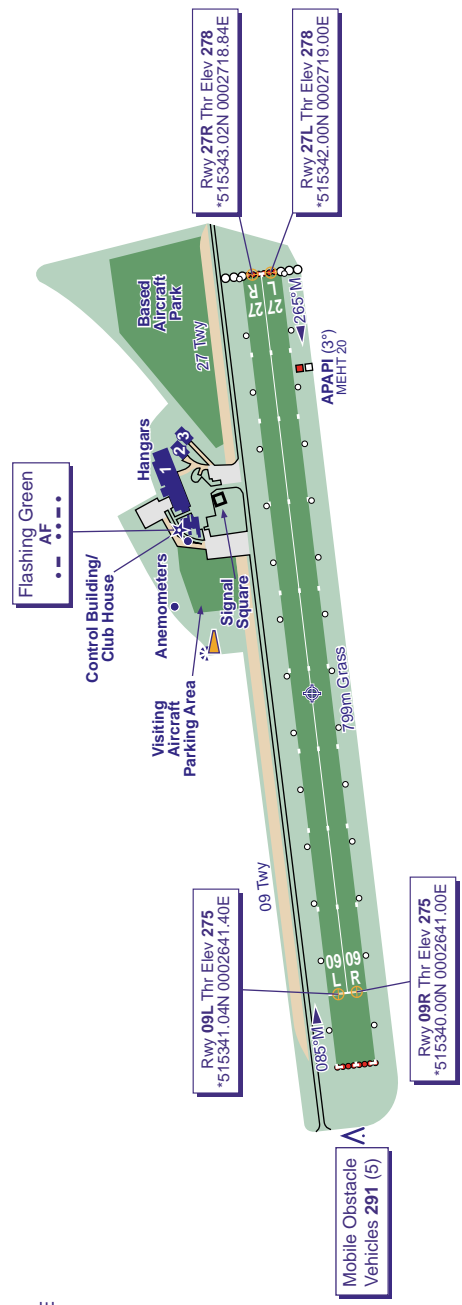 Flashing Green
AF
Control Building/
Club House
Anemometers
Visiting
Aircraft
Parking Area
Signal
Square
Hangars
1
2
3
Based
Aircraft
Park
27 Twy
09 Twy
Rwy 27R Thr Elev 278
*515343.02N 0002718.84E
Rwy 27L Thr Elev 278
*515342.00N 0002719.00E
27
R
27
L
265°M
APAPI (3°)
MEHT 20
799m Grass
Rwy 09L Thr Elev 275
*515341.04N 0002641.40E
Rwy 09R Thr Elev 275
*515340.00N 0002641.00E
09
L
09
R
085°M
Mobile Obstacle
Vehicles 291 (5)